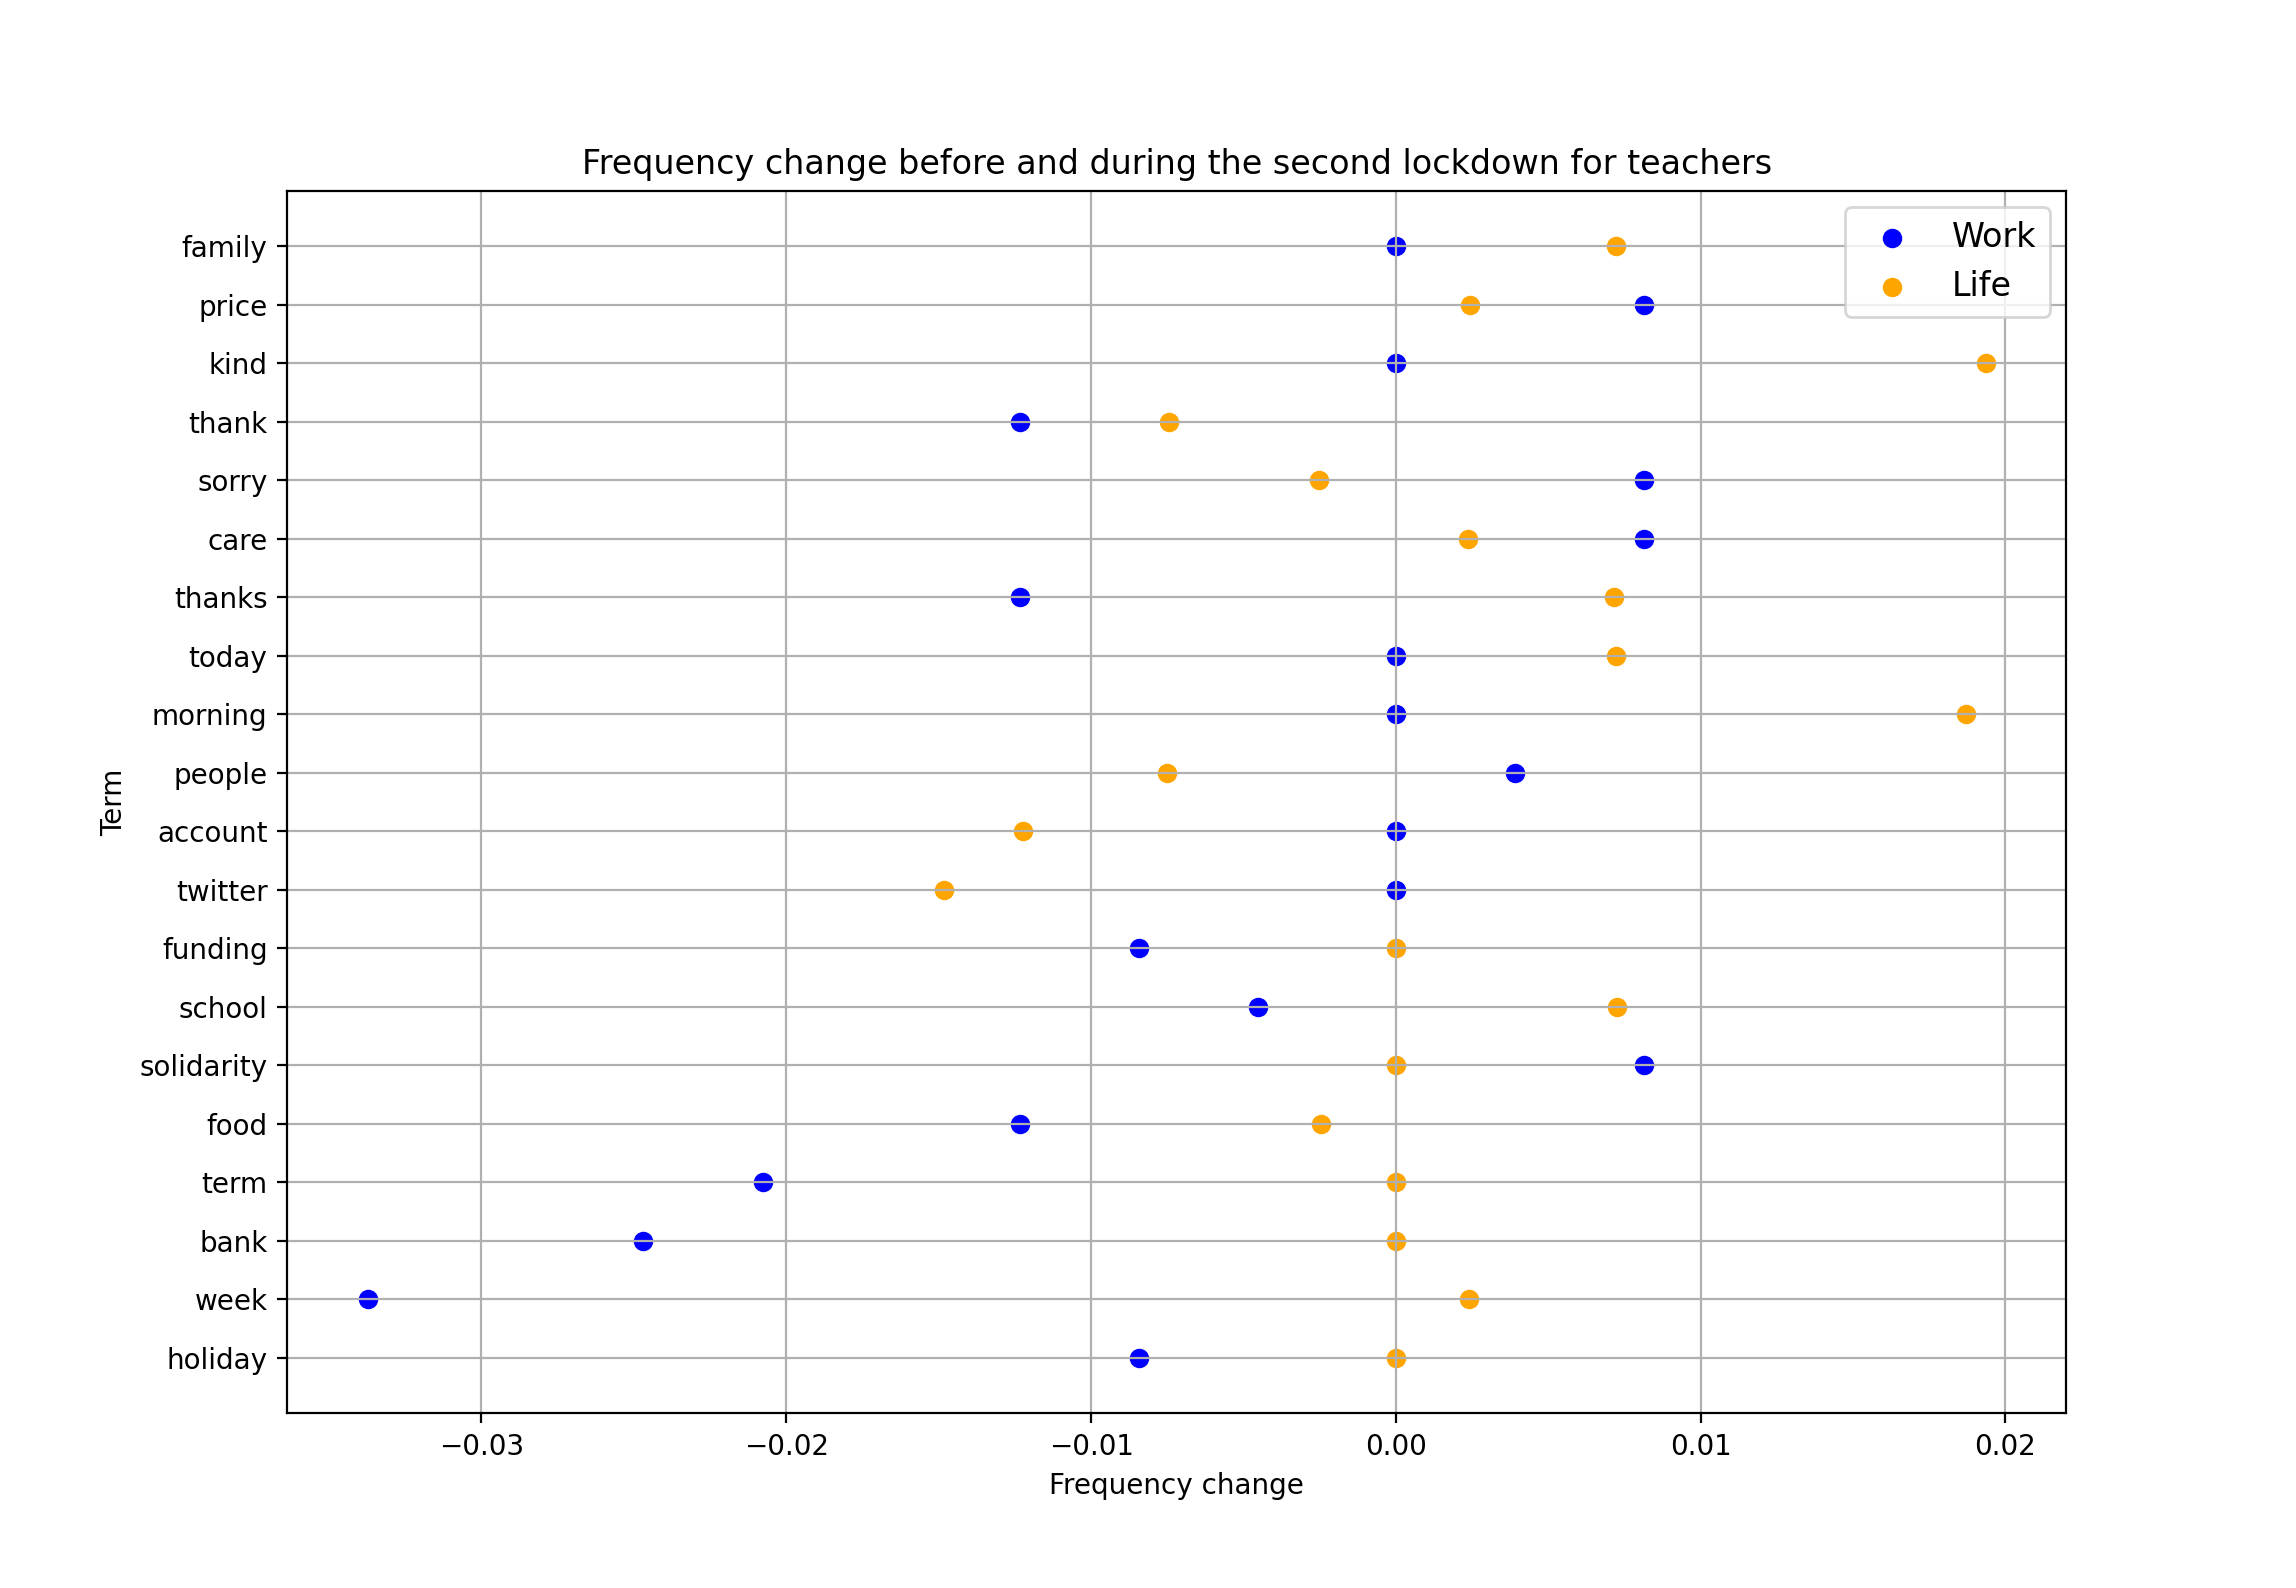 Frequency change before and during the second lockdown for teachers
Work
Life
family
price
kind
thank
sorry
care
thanks
today
morning
people
account
twitter
funding
school
solidarity
food
term
bank
week
holiday
Term
−0.03 −0.02 −0.01 0.00 0.01 0.02
Frequency change